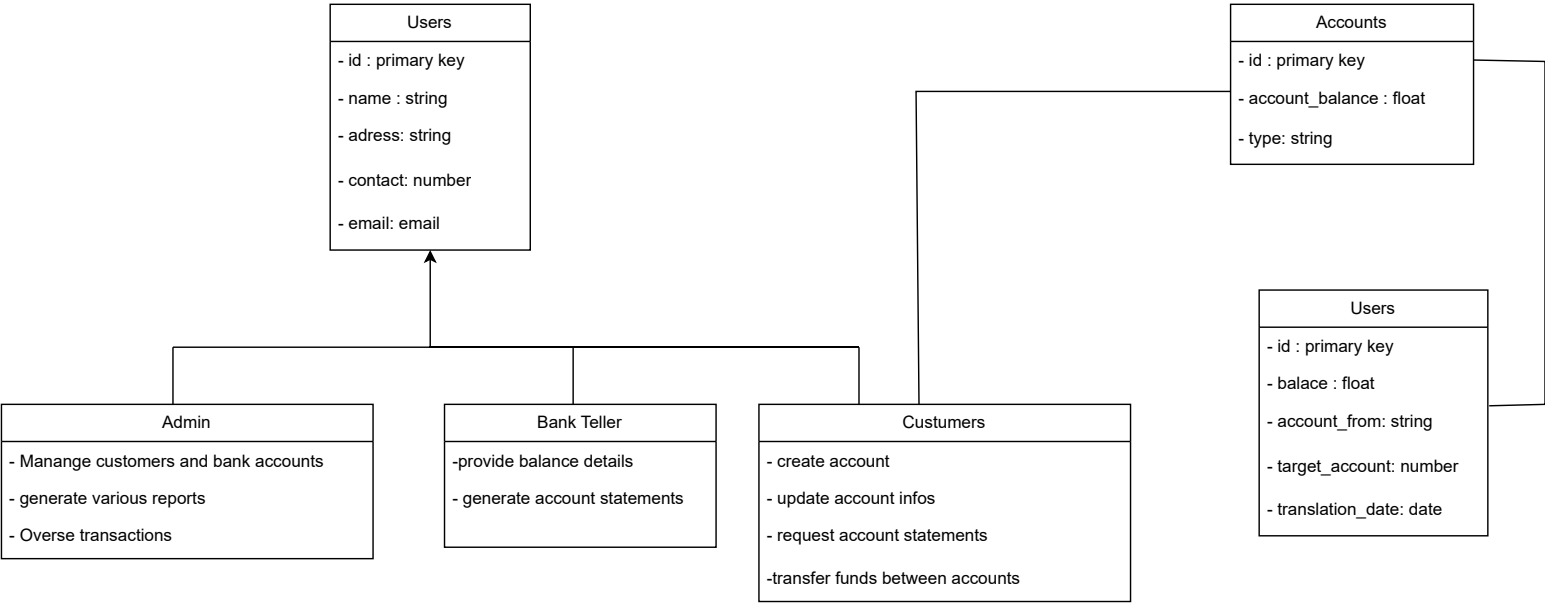 Users
- id : primary key
- name : string
- adress: string
- contact: number
- email: email
Accounts
- id : primary key
- account_balance : float
- type: string
Users
- id : primary key
- balace : float
- account_from: string
- target_account: number
- translation_date: date
Admin
- Manange customers and bank accounts
- generate various reports
- Overse transactions
Bank Teller
-provide balance details
- generate account statements
Custumers
- create account
- update account infos
- request account statements
-transfer funds between accounts